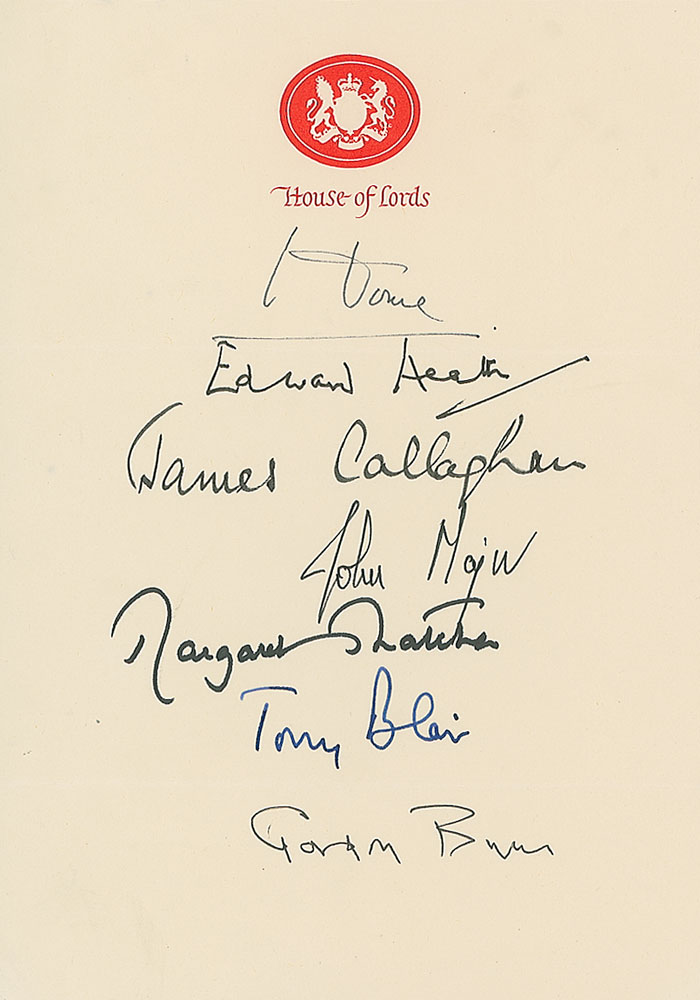 House of Lords
Home
Edward Heath
James Callaghan
John Major
Margaret Thatcher
Tony Blair
Gordon Brown